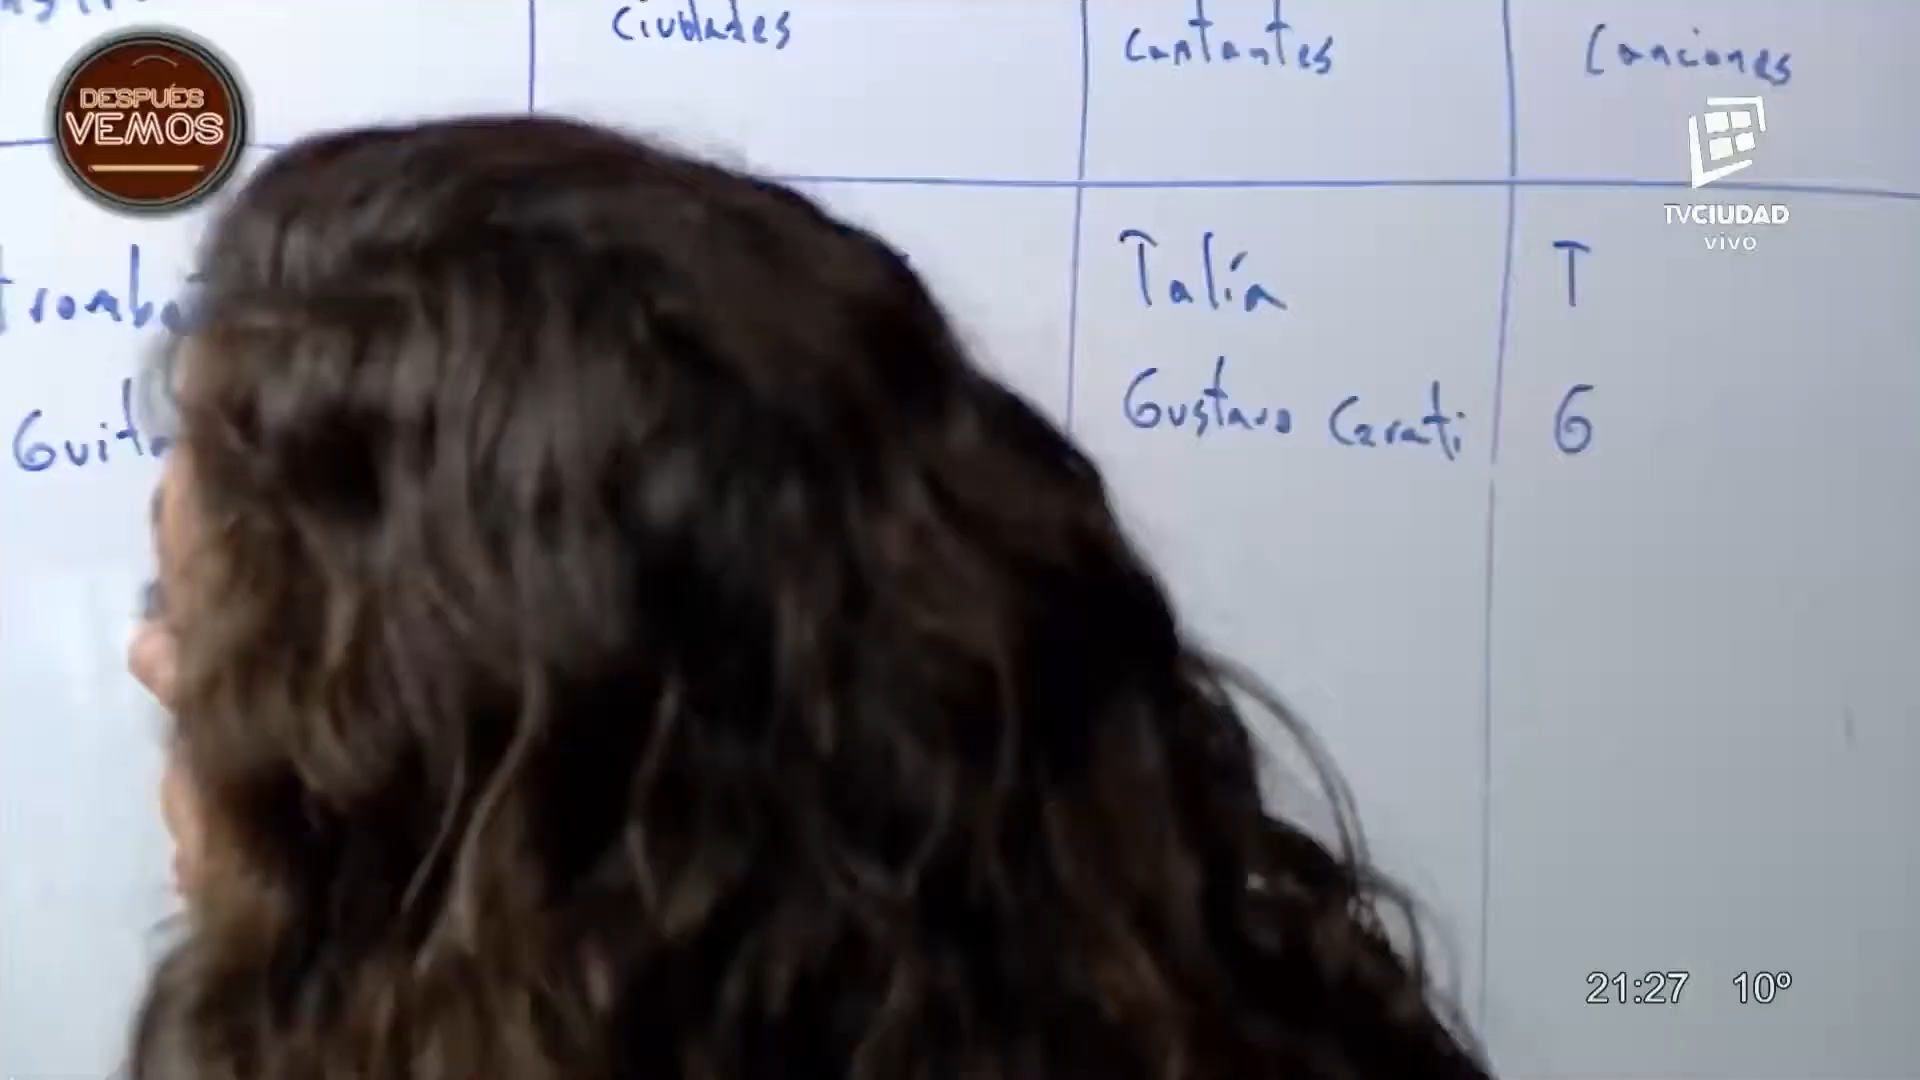 Ciudades
Cantantes
Canciones
DESPUÉS
VEMOS
TVCIUDAD
vivo
Talía
T
Gustavo Cerati
G
21:27 10º